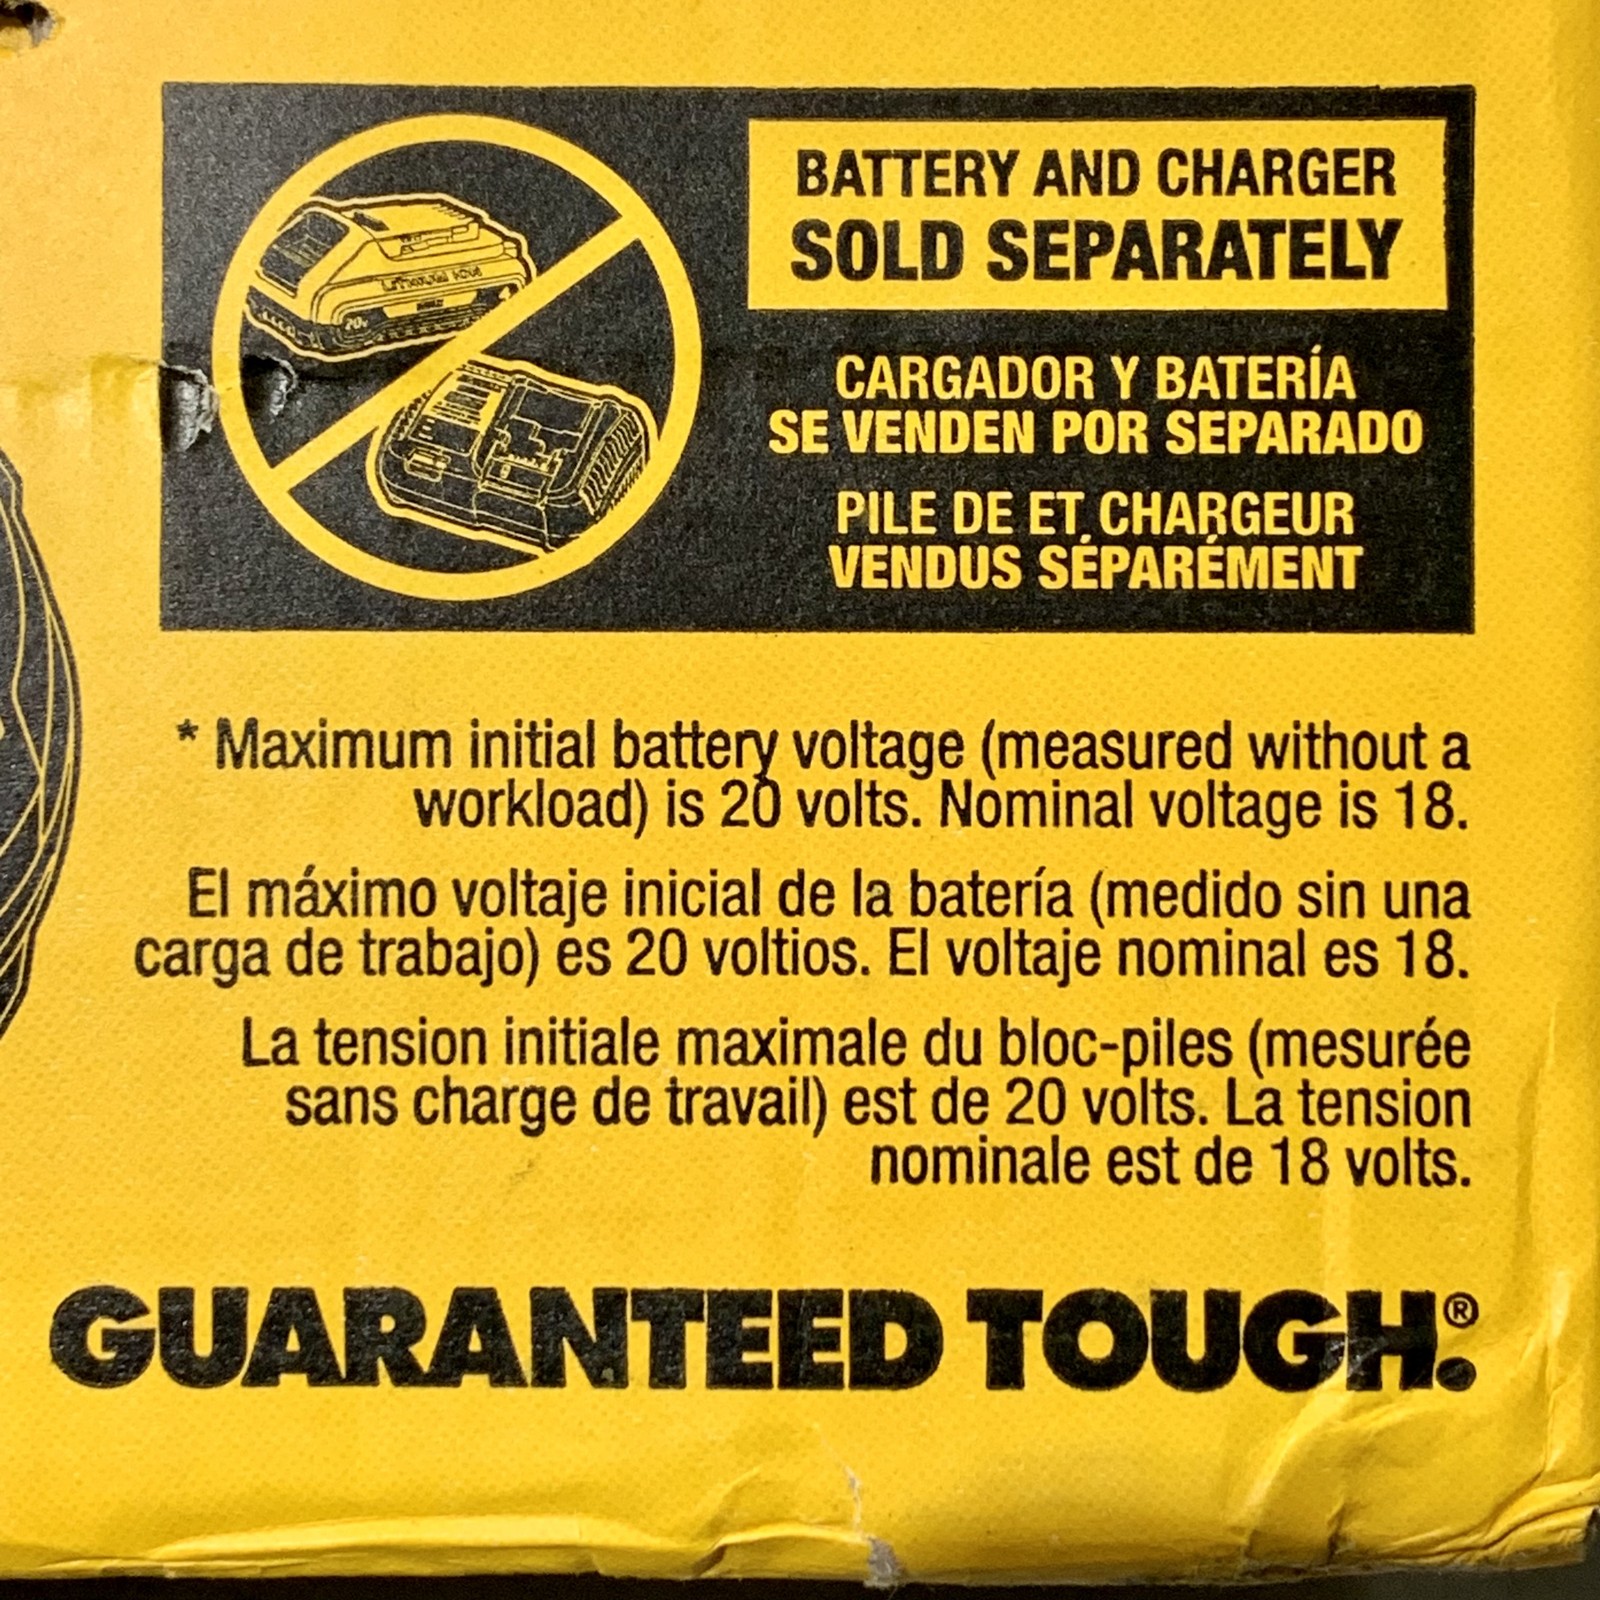 LITHIUM ION
20v
BATTERY AND CHARGER
SOLD SEPARATELY
CARGADOR Y BATERÍA
SE VENDEN POR SEPARADO
PILE DE ET CHARGEUR
VENDUS SÉPARÉMENT
* Maximum initial battery voltage (measured without a
workload) is 20 volts. Nominal voltage is 18.
El máximo voltaje inicial de la batería (medido sin una
carga de trabajo) es 20 voltios. El voltaje nominal es 18.
La tension initiale maximale du bloc-piles (mesurée
sans charge de travail) est de 20 volts. La tension
nominale est de 18 volts.
GUARANTEED TOUGH.®